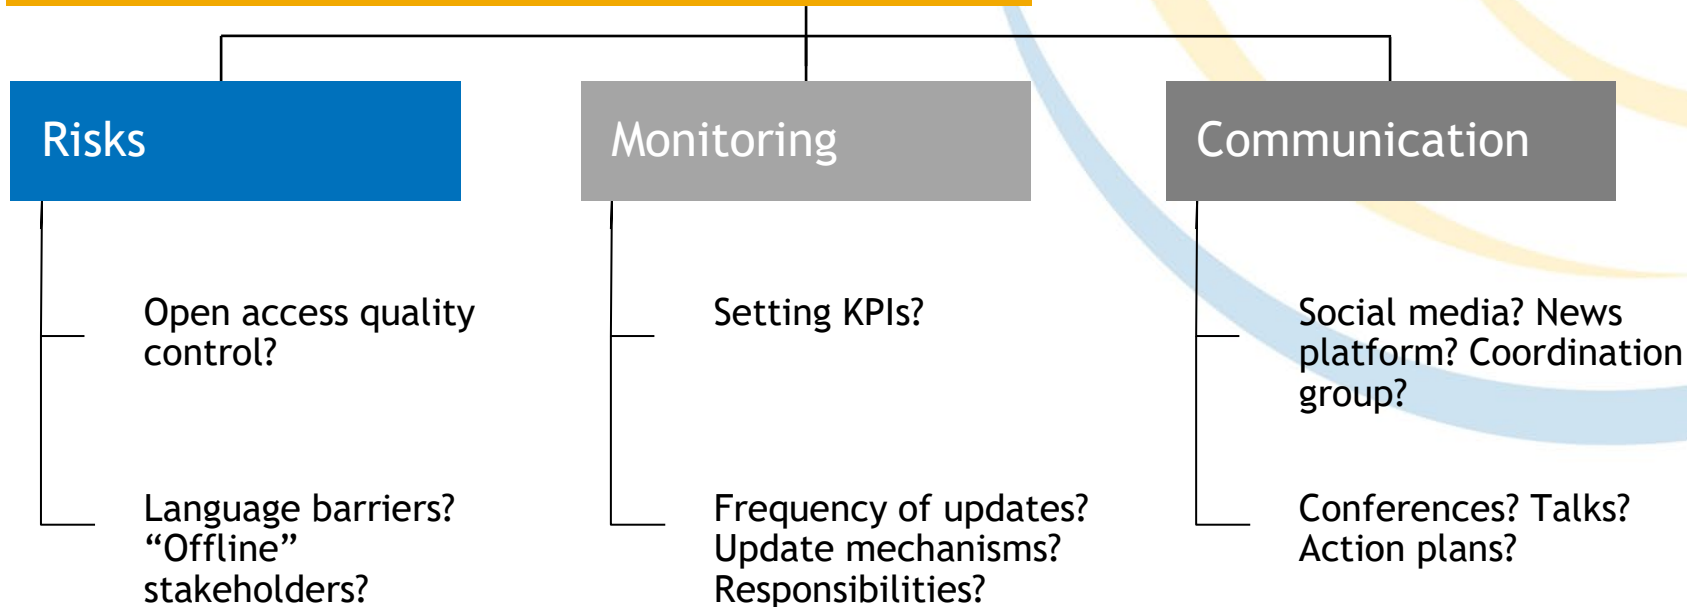 Risks
Open access quality
control?
Language barriers?
“Offline”
stakeholders?
Monitoring
Setting KPIs?
Frequency of updates?
Update mechanisms?
Responsibilities?
Communication
Social media? News
platform? Coordination
group?
Conferences? Talks?
Action plans?